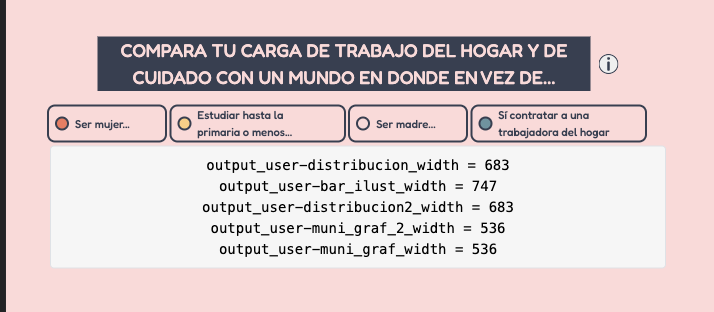 COMPARA TU CARGA DE TRABAJO DEL HOGAR Y DE
CUIDADO CON UN MUNDO EN DONDE EN VEZ DE...
i
Ser mujer...
Estudiar hasta la
primaria o menos...
Ser madre...
Sí contratar a una
trabajadora del hogar
output_user-distribucion_width = 683
output_user-bar_ilust_width = 747
output_user-distribucion2_width = 683
output_user-muni_graf_2_width = 536
output_user-muni_graf_width = 536